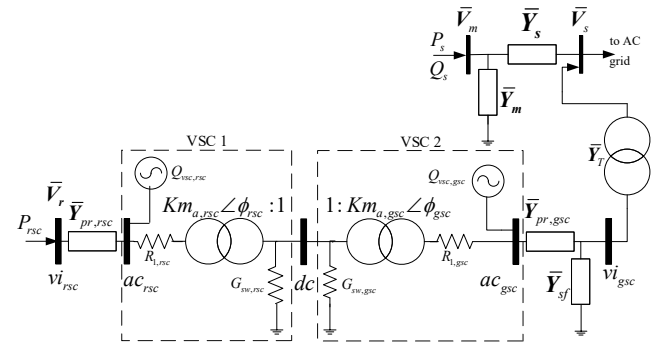 V̄m
Ȳs
V̄s
Ps
Qs
to AC
grid
Ȳm
VSC 1
VSC 2
ȲT
Qvsc,rsc
Qvsc,gsc
V̄r
Ȳpr,rsc
Kma,rsc∠ϕrsc :1
1: Kma,gsc∠ϕgsc
Ȳpr,gsc
Prsc
R1,rsc
R1,gsc
virsc
acrsc
Gsw,rsc
dc
Gsw,gsc
acgsc
Ȳsf
vigsc